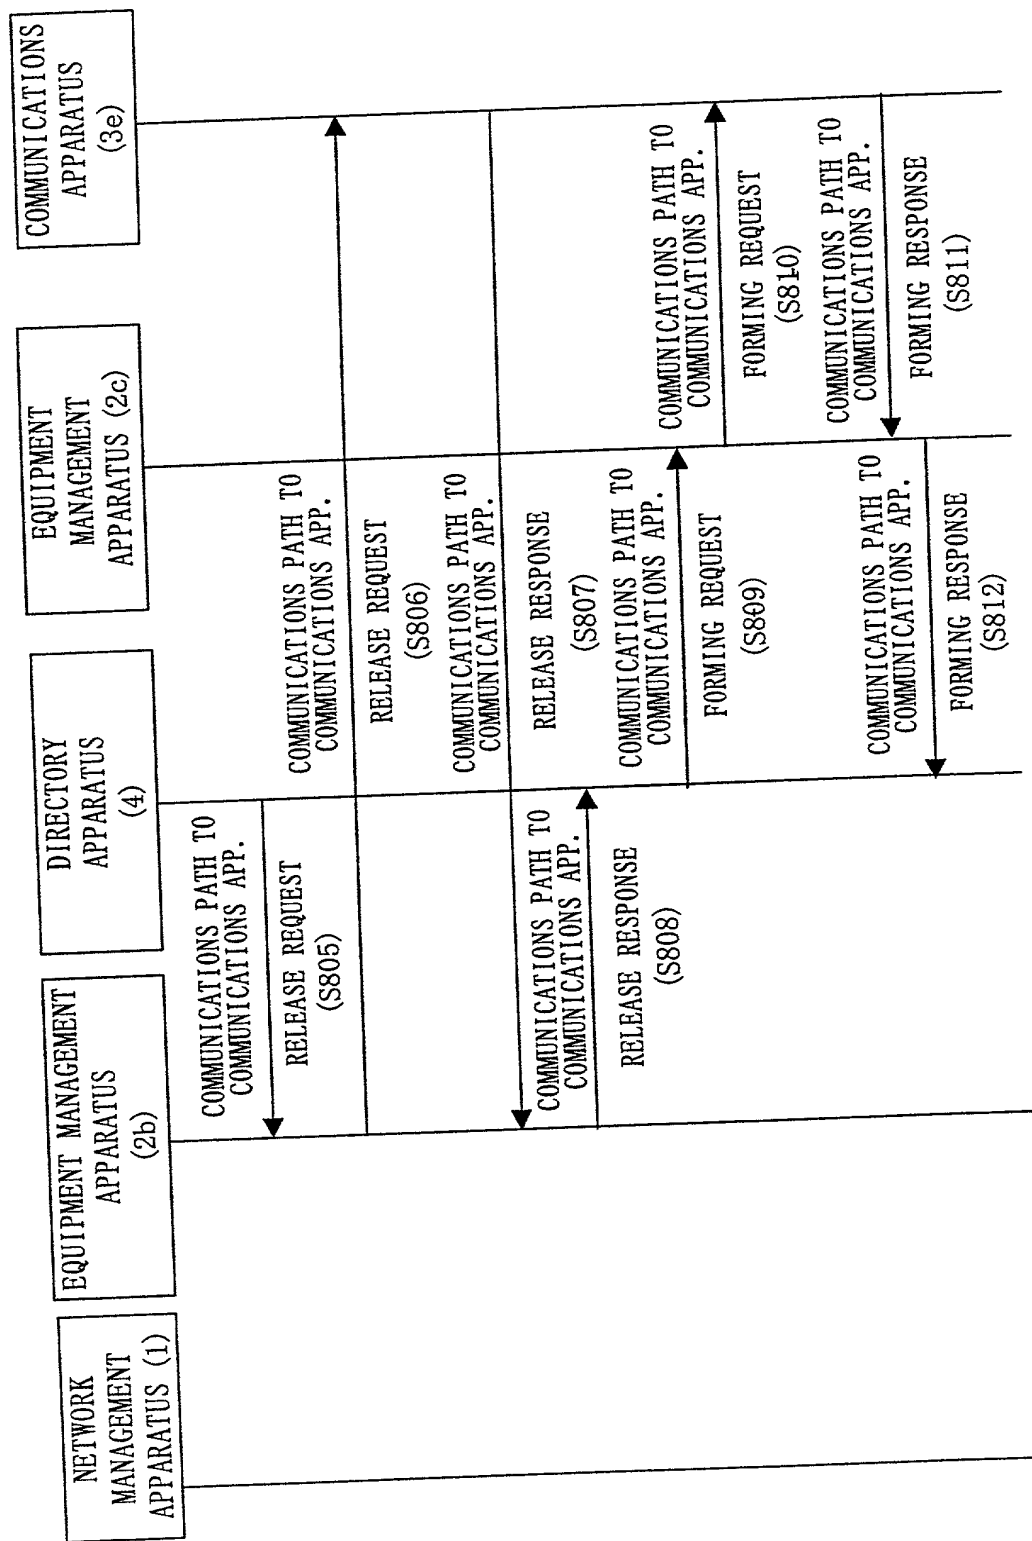 NETWORK
MANAGEMENT
APPARATUS (1)
EQUIPMENT MANAGEMENT
APPARATUS
(2b)
DIRECTORY
APPARATUS
(4)
EQUIPMENT
MANAGEMENT
APPARATUS (2c)
COMMUNICATIONS
APPARATUS
(3e)
COMMUNICATIONS PATH TO
COMMUNICATIONS APP.
RELEASE REQUEST
(S805)
COMMUNICATIONS PATH TO
COMMUNICATIONS APP.
RELEASE REQUEST
(S806)
COMMUNICATIONS PATH TO
COMMUNICATIONS APP.
RELEASE RESPONSE
(S807)
COMMUNICATIONS PATH TO
COMMUNICATIONS APP.
RELEASE RESPONSE
(S808)
COMMUNICATIONS PATH TO
COMMUNICATIONS APP.
FORMING REQUEST
(S809)
COMMUNICATIONS PATH TO
COMMUNICATIONS APP.
FORMING REQUEST
(S810)
COMMUNICATIONS PATH TO
COMMUNICATIONS APP.
FORMING RESPONSE
(S811)
COMMUNICATIONS PATH TO
COMMUNICATIONS APP.
FORMING RESPONSE
(S812)